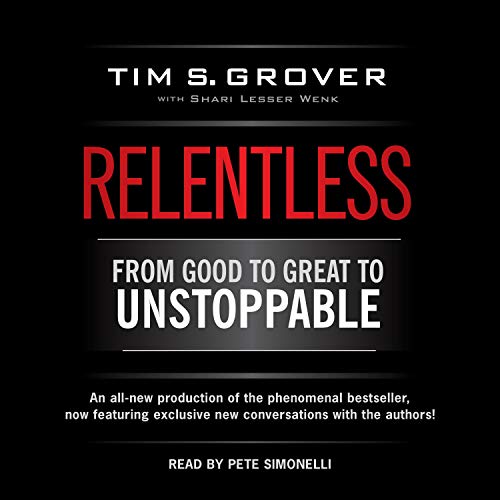 TIM S. GROVER
WITH SHARI LESSER WENK
RELENTLESS
FROM GOOD TO GREAT TO
UNSTOPPABLE
An all-new production of the phenomenal bestseller,
now featuring exclusive new conversations with the authors!
READ BY PETE SIMONELLI